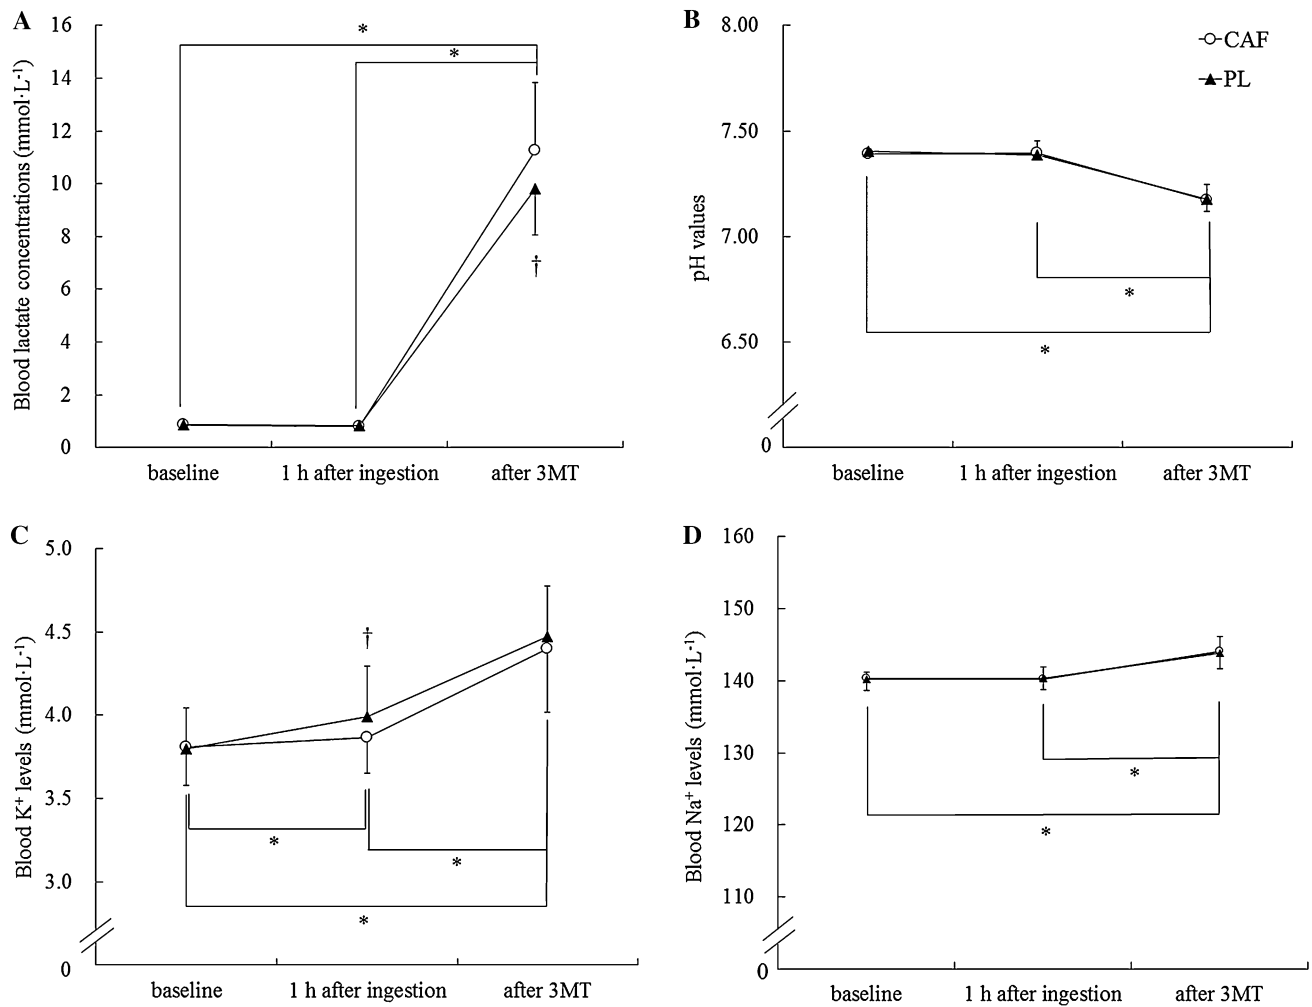 A
Blood lactate concentrations (mmol·L⁻¹)
16
14
12
10
8
6
4
2
0
*
*
†
baseline
1 h after ingestion
after 3MT
B
pH values
8.00
7.50
7.00
6.50
0
CAF
PL
*
*
baseline
1 h after ingestion
after 3MT
C
Blood K⁺ levels (mmol·L⁻¹)
5.0
4.5
4.0
3.5
3.0
0
†
*
*
*
baseline
1 h after ingestion
after 3MT
D
Blood Na⁺ levels (mmol·L⁻¹)
160
150
140
130
120
110
0
*
*
baseline
1 h after ingestion
after 3MT